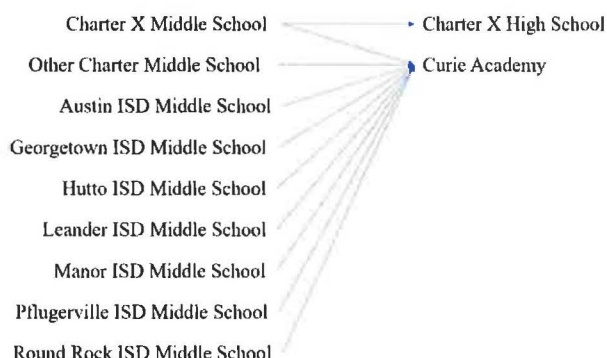 Charter X Middle School
Charter X High School
Other Charter Middle School
Curie Academy
Austin ISD Middle School
Georgetown ISD Middle School
Hutto ISD Middle School
Leander ISD Middle School
Manor ISD Middle School
Pflugerville ISD Middle School
Round Rock ISD Middle School